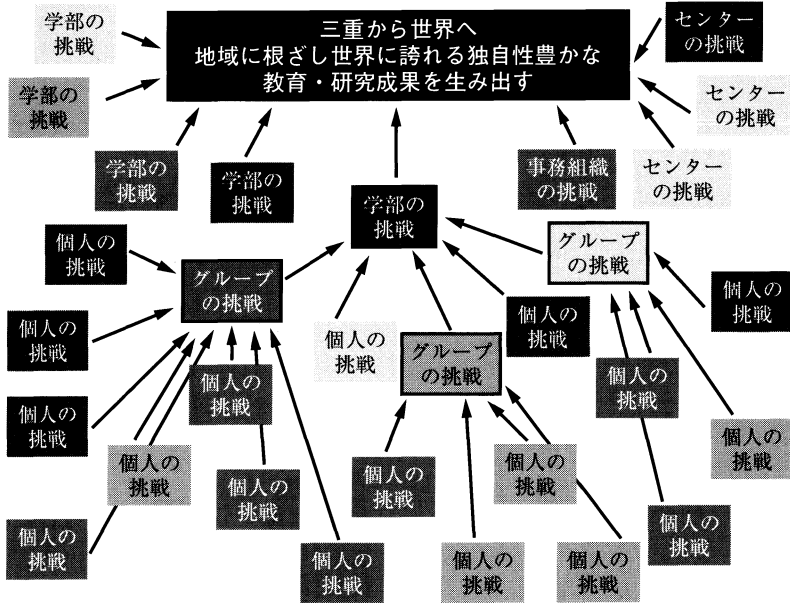 三重から世界へ
地域に根ざし世界に誇れる独自性豊かな
教育・研究成果を生み出す
学部の
挑戦
センター
の挑戦
学部の
挑戦
センター
の挑戦
学部の
挑戦
学部の
挑戦
事務組織
の挑戦
センター
の挑戦
学部の
挑戦
個人の
挑戦
グループ
の挑戦
グループ
の挑戦
個人の
挑戦
個人の
挑戦
個人の
挑戦
個人の
挑戦
グループ
の挑戦
個人の
挑戦
個人の
挑戦
個人の
挑戦
個人の
挑戦
個人の
挑戦
個人の
挑戦
個人の
挑戦
個人の
挑戦
個人の
挑戦
個人の
挑戦
個人の
挑戦
個人の
挑戦
個人の
挑戦
個人の
挑戦